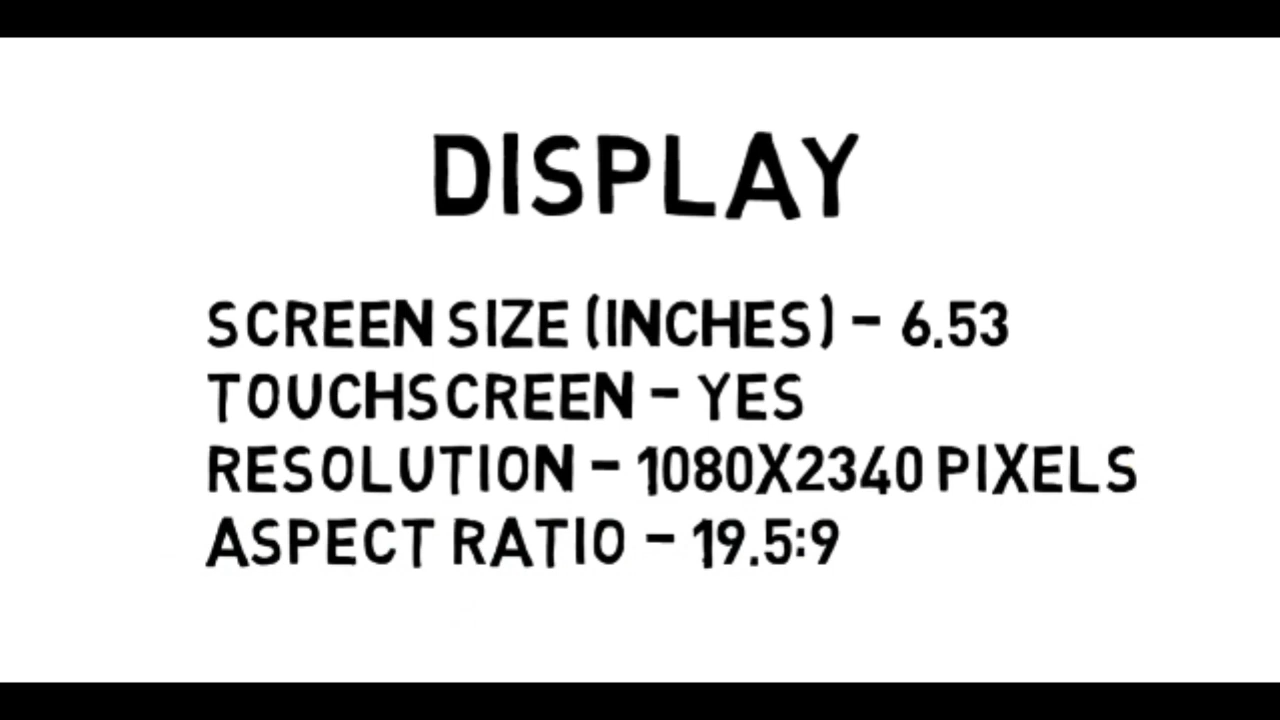 DISPLAY
SCREEN SIZE (INCHES) - 6.53
TOUCHSCREEN - YES
RESOLUTION - 1080X2340 PIXELS
ASPECT RATIO - 19.5:9